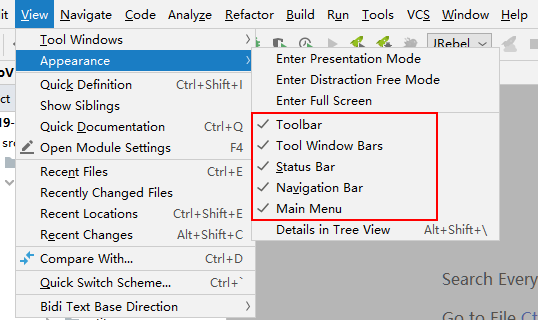 View Navigate Code Analyze Refactor Build Run Tools VCS Window Help
Tool Windows
Appearance
Quick Definition Ctrl+Shift+I
Show Siblings
Quick Documentation Ctrl+Q
Open Module Settings F4
Recent Files Ctrl+E
Recently Changed Files
Recent Locations Ctrl+Shift+E
Recent Changes Alt+Shift+C
Compare With... Ctrl+D
Quick Switch Scheme... Ctrl+`
Bidi Text Base Direction
JRebel
Enter Presentation Mode
Enter Distraction Free Mode
Enter Full Screen
Toolbar
Tool Window Bars
Status Bar
Navigation Bar
Main Menu
Details in Tree View Alt+Shift+\
Search Every
Go to File Ct
oV
ct
19-
src